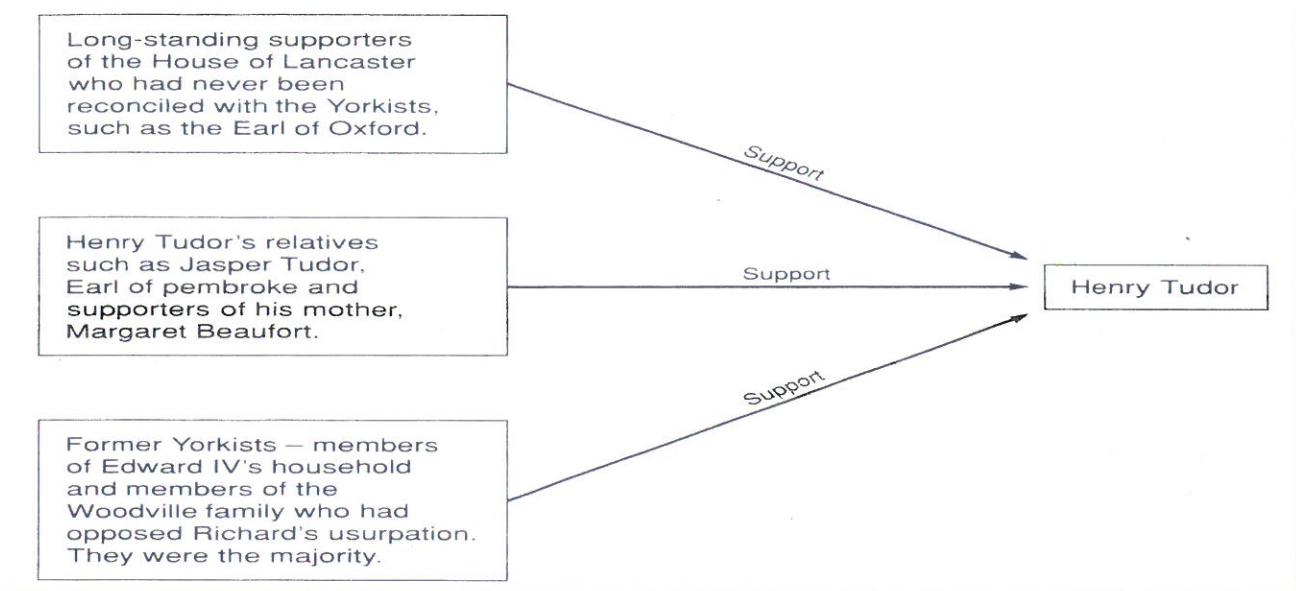 Long-standing supporters
of the House of Lancaster
who had never been
reconciled with the Yorkists,
such as the Earl of Oxford.
Support
Henry Tudor's relatives
such as Jasper Tudor,
Earl of pembroke and
supporters of his mother,
Margaret Beaufort.
Support
Henry Tudor
Former Yorkists — members
of Edward IV's household
and members of the
Woodville family who had
opposed Richard's usurpation.
They were the majority.
Support